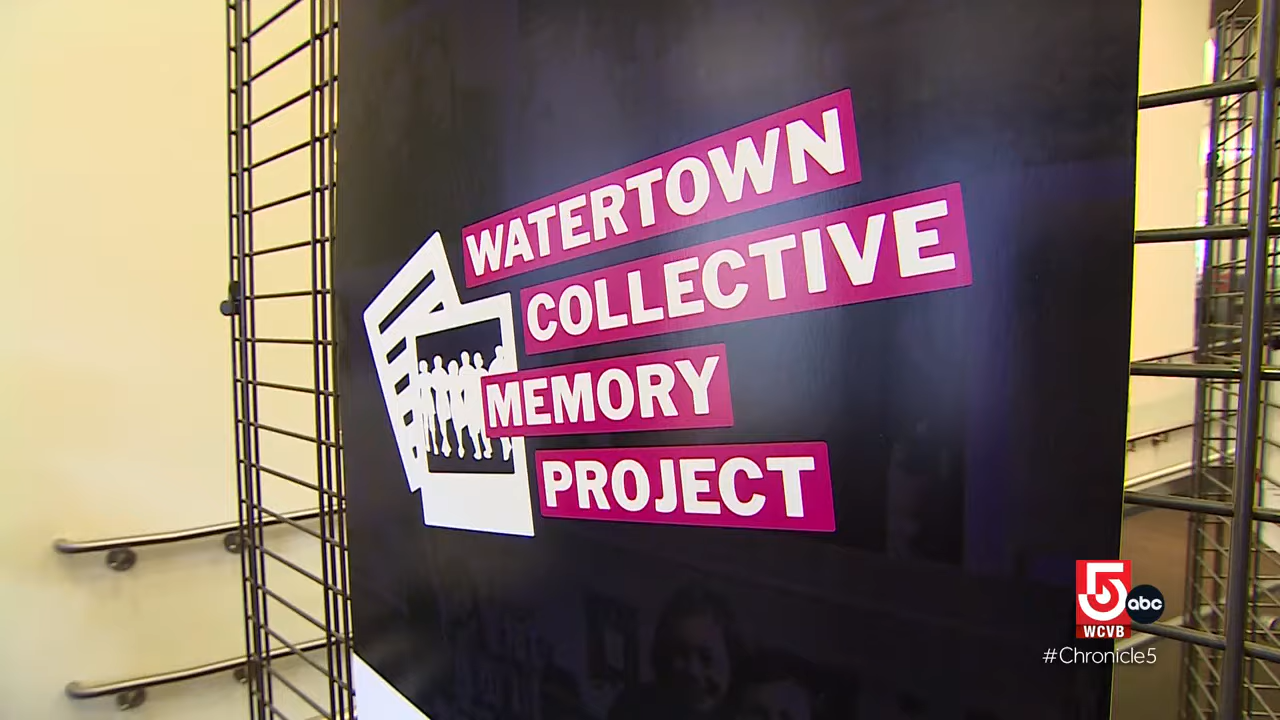 WATERTOWN
COLLECTIVE
MEMORY
PROJECT
5
abc
WCVB
#Chronicle5